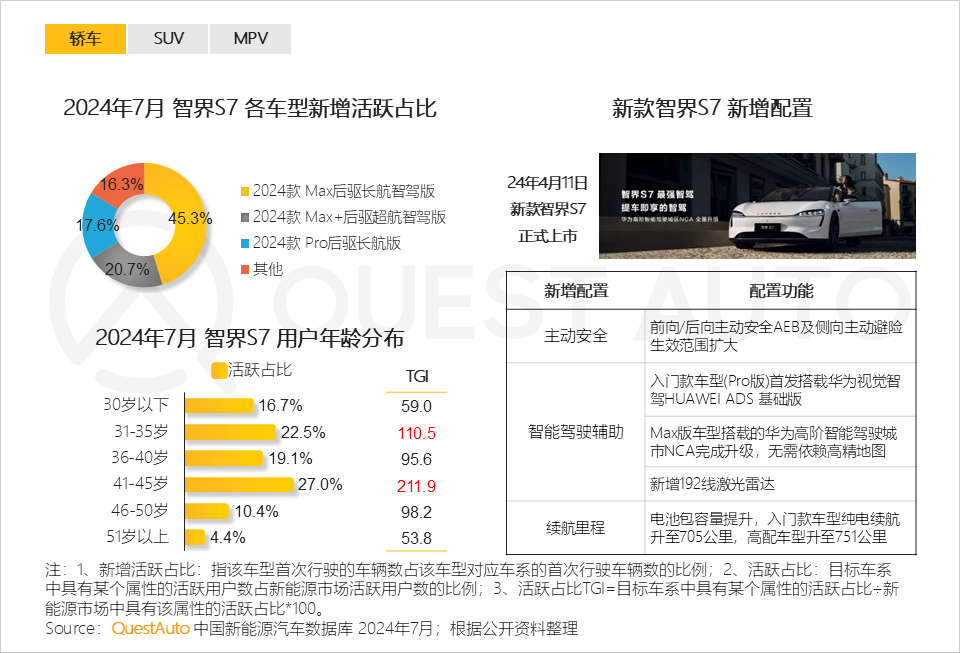 轿车
SUV
MPV
2024年7月 智界S7 各车型新增活跃占比
16.3%
45.3%
17.6%
20.7%
2024款 Max后驱长航智驾版
2024款 Max+后驱超航智驾版
2024款 Pro后驱长航版
其他
2024年7月 智界S7 用户年龄分布
活跃占比
TGI
30岁以下 16.7% 59.0
31-35岁 22.5% 110.5
36-40岁 19.1% 95.6
41-45岁 27.0% 211.9
46-50岁 10.4% 98.2
51岁以上 4.4% 53.8
新款智界S7 新增配置
24年4月11日
新款智界S7
正式上市
智界S7 最强智驾
提车即享的智驾
华为高阶智能驾驶城区NCA 全量升级
智界 S7
新增配置 配置功能
主动安全
前向/后向主动安全AEB及侧向主动避险
生效范围扩大
智能驾驶辅助
入门款车型(Pro版)首发搭载华为视觉智
驾HUAWEI ADS 基础版
Max版车型搭载的华为高阶智能驾驶城
市NCA完成升级，无需依赖高精地图
新增192线激光雷达
续航里程
电池包容量提升，入门款车型纯电续航
升至705公里，高配车型升至751公里
QUEST AUTO
注：1、新增活跃占比：指该车型首次行驶的车辆数占该车型对应车系的首次行驶车辆数的比例；2、活跃占比：目标车系
中具有某个属性的活跃用户数占新能源市场活跃用户数的比例；3、活跃占比TGI=目标车系中具有某个属性的活跃占比÷新
能源市场中具有该属性的活跃占比*100。
Source：QuestAuto 中国新能源汽车数据库 2024年7月；根据公开资料整理